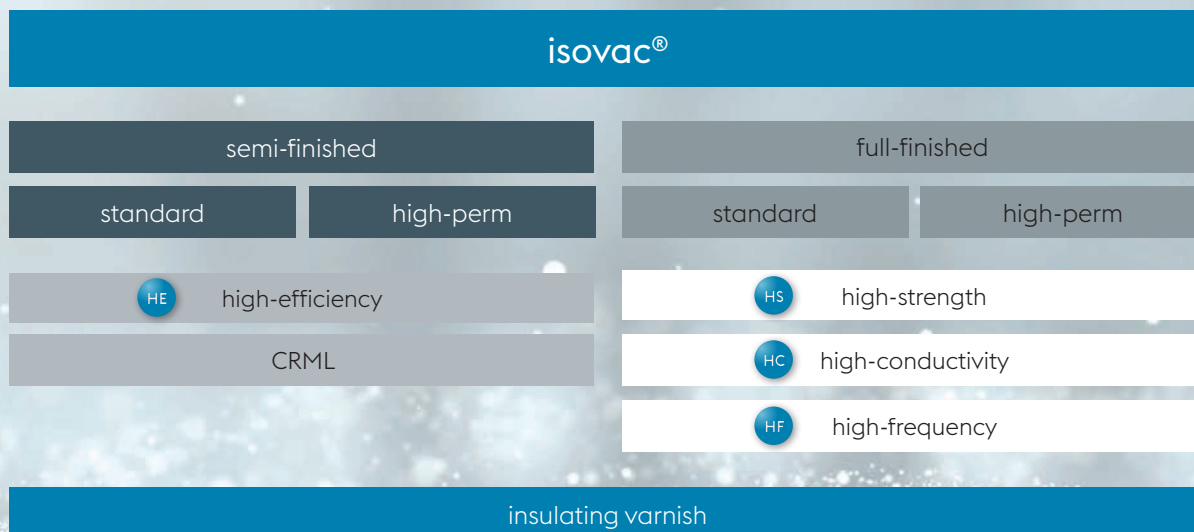 isovac®
semi-finished
full-finished
standard
high-perm
standard
high-perm
HE high-efficiency
HS high-strength
CRML
HC high-conductivity
HF high-frequency
insulating varnish